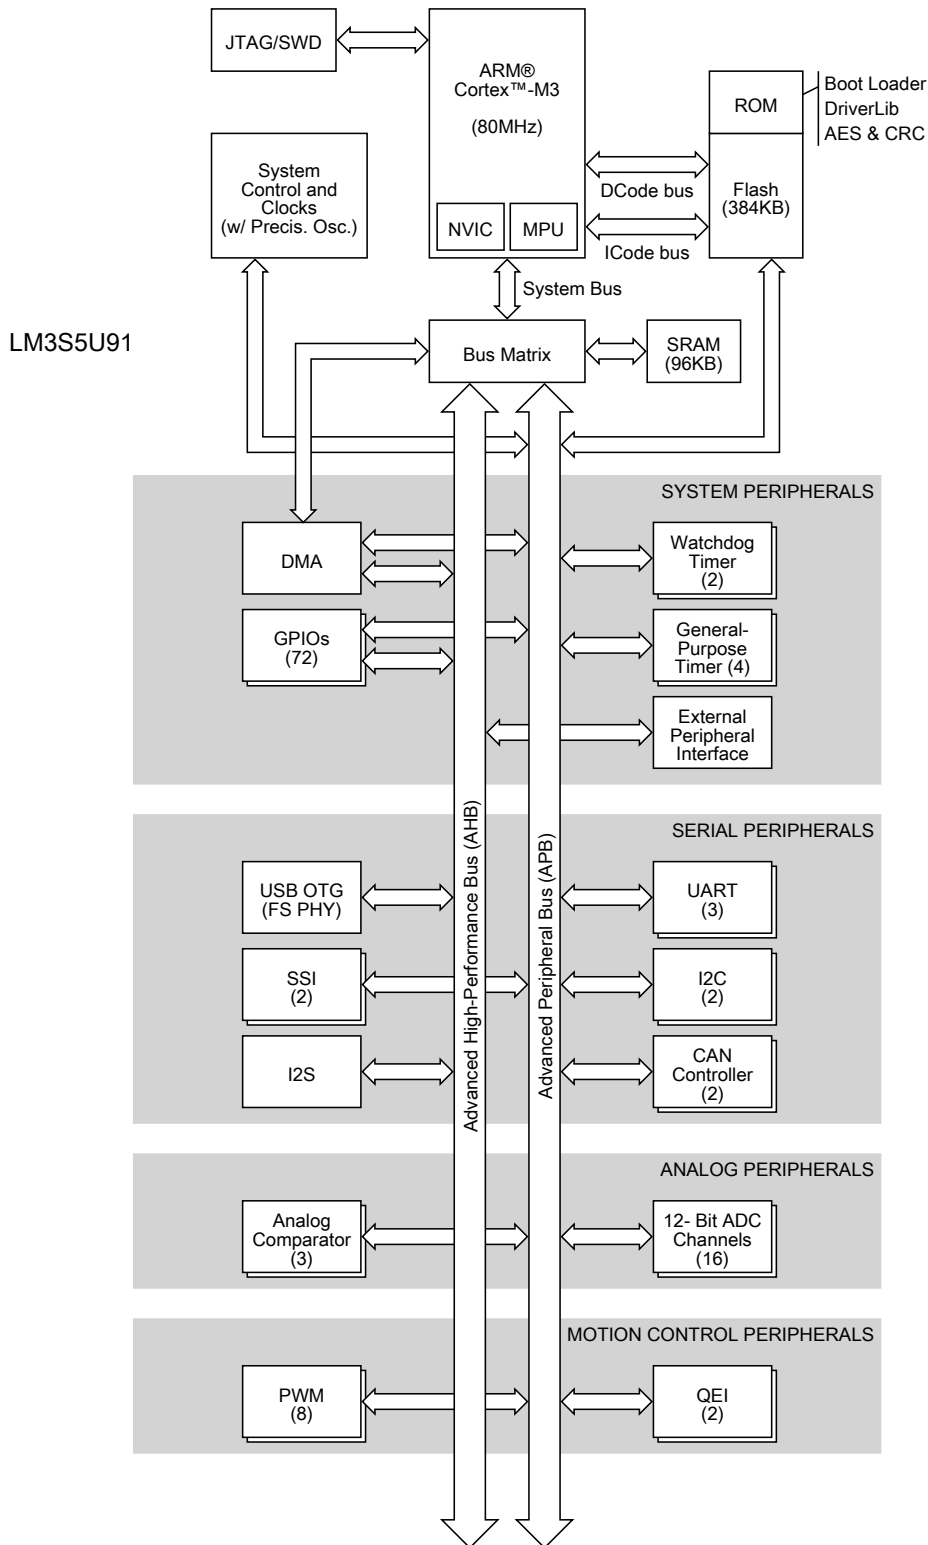 JTAG/SWD
ARM®
Cortex™-M3
(80MHz)
NVIC
MPU
ROM
Boot Loader
DriverLib
AES & CRC
Flash
(384KB)
DCode bus
ICode bus
System
Control and
Clocks
(w/ Precis. Osc.)
System Bus
LM3S5U91
Bus Matrix
SRAM
(96KB)
SYSTEM PERIPHERALS
DMA
Watchdog
Timer
(2)
GPIOs
(72)
General-
Purpose
Timer (4)
External
Peripheral
Interface
Advanced High-Performance Bus (AHB)
Advanced Peripheral Bus (APB)
SERIAL PERIPHERALS
USB OTG
(FS PHY)
UART
(3)
SSI
(2)
I2C
(2)
I2S
CAN
Controller
(2)
ANALOG PERIPHERALS
Analog
Comparator
(3)
12- Bit ADC
Channels
(16)
MOTION CONTROL PERIPHERALS
PWM
(8)
QEI
(2)